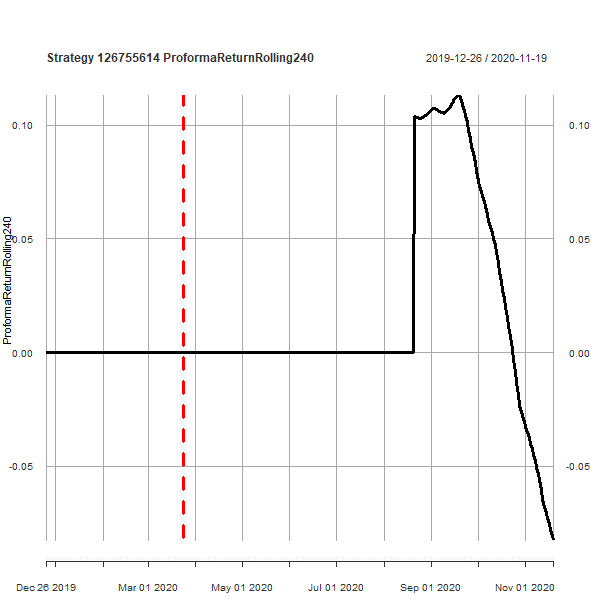 Strategy 126755614 ProformaReturnRolling240
2019-12-26 / 2020-11-19
ProformaReturnRolling240
0.10
0.10
0.05
0.05
0.00
0.00
-0.05
-0.05
Dec 26 2019
Mar 01 2020
May 01 2020
Jul 01 2020
Sep 01 2020
Nov 01 2020